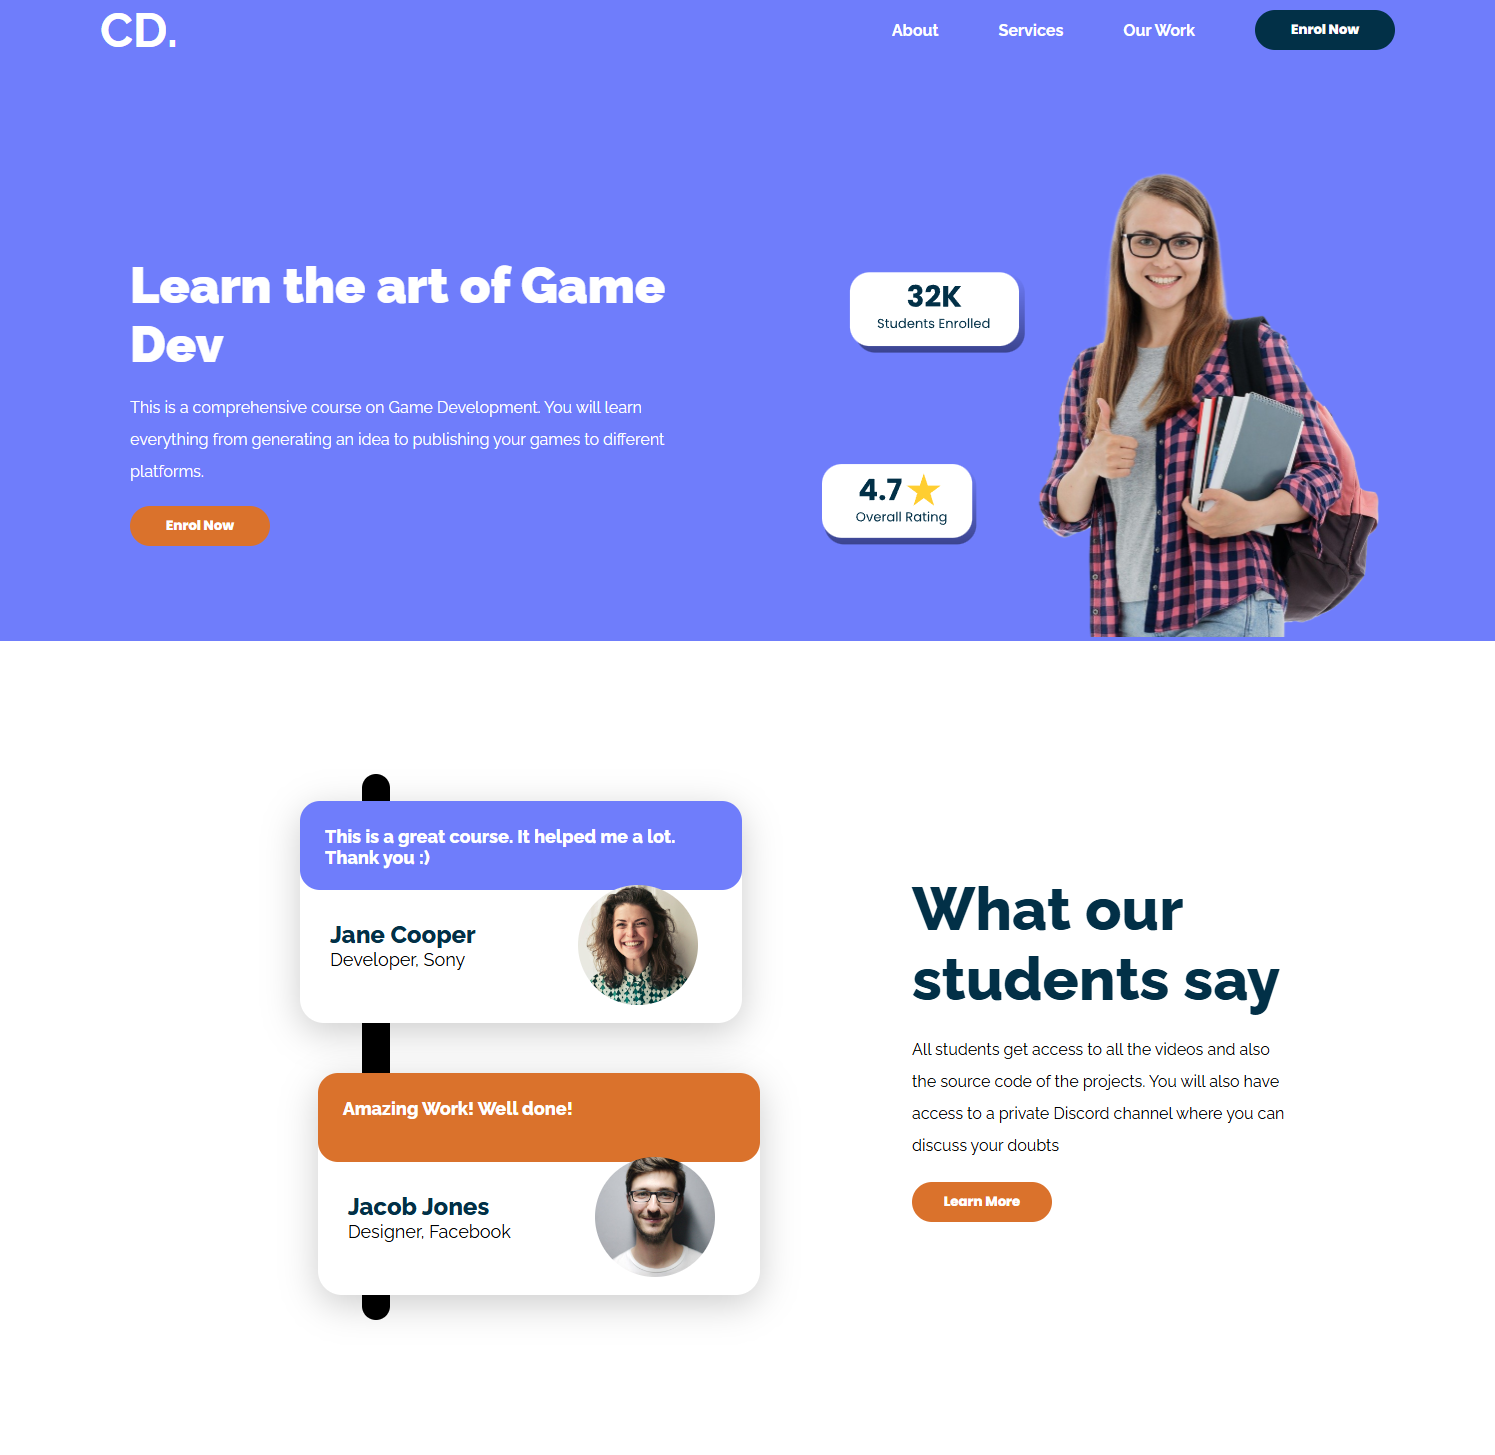 CD.
About
Services
Our Work
Enrol Now
Learn the art of Game
Dev
This is a comprehensive course on Game Development. You will learn
everything from generating an idea to publishing your games to different
platforms.
Enrol Now
32K
Students Enrolled
4.7
Overall Rating
This is a great course. It helped me a lot.
Thank you :)
Jane Cooper
Developer, Sony
Amazing Work! Well done!
Jacob Jones
Designer, Facebook
What our
students say
All students get access to all the videos and also
the source code of the projects. You will also have
access to a private Discord channel where you can
discuss your doubts
Learn More